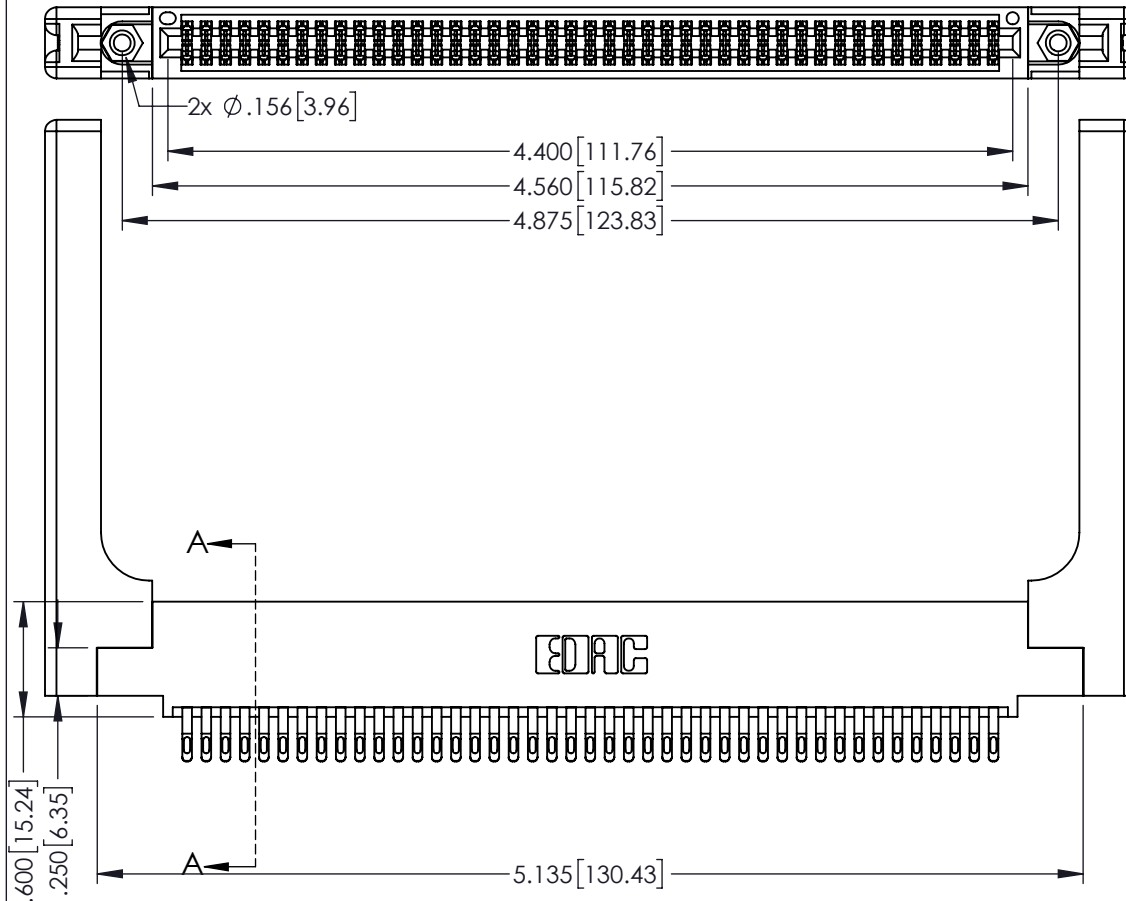 2x Ø.156[3.96]
4.400[111.76]
4.560[115.82]
4.875[123.83]
A
EDAC
.600[15.24]
.250[6.35]
A
5.135[130.43]